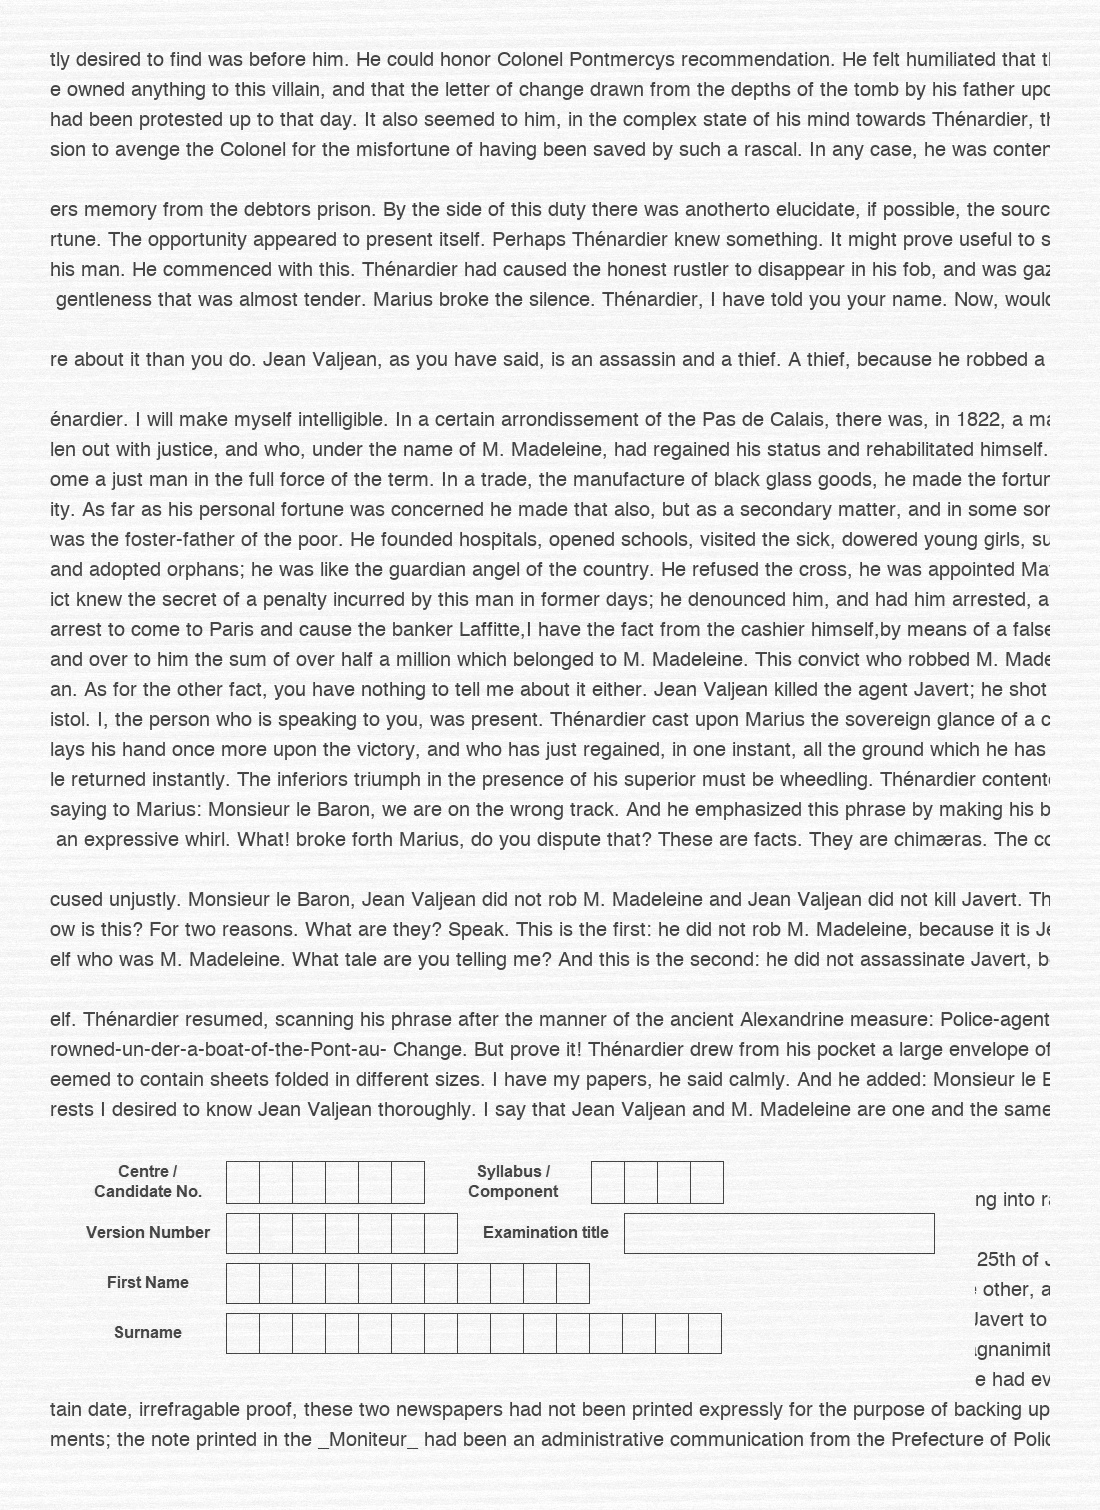 tly desired to find was before him. He could honor Colonel Pontmercys recommendation. He felt humiliated that
e owned anything to this villain, and that the letter of change drawn from the depths of the tomb by his father
had been protested up to that day. It also seemed to him, in the complex state of his mind towards Thénardier,
sion to avenge the Colonel for the misfortune of having been saved by such a rascal. In any case, he was conten
ers memory from the debtors prison. By the side of this duty there was anotherto elucidate, if possible, the sourc
rtune. The opportunity appeared to present itself. Perhaps Thénardier knew something. It might prove useful to s
his man. He commenced with this. Thénardier had caused the honest rustler to disappear in his fob, and was gaz
gentleness that was almost tender. Marius broke the silence. Thénardier, I have told you your name. Now, would
re about it than you do. Jean Valjean, as you have said, is an assassin and a thief. A thief, because he robbed a
énardier. I will make myself intelligible. In a certain arrondissement of the Pas de Calais, there was, in 1822, a ma
len out with justice, and who, under the name of M. Madeleine, had regained his status and rehabilitated himself.
ome a just man in the full force of the term. In a trade, the manufacture of black glass goods, he made the fortun
ity. As far as his personal fortune was concerned he made that also, but as a secondary matter, and in some
was the foster-father of the poor. He founded hospitals, opened schools, visited the sick, dowered young girls, su
and adopted orphans; he was like the guardian angel of the country. He refused the cross, he was appointed
ict knew the secret of a penalty incurred by this man in former days; he denounced him, and had him arrested, a
arrest to come to Paris and cause the banker Laffitte,I have the fact from the cashier himself,by means of a false
and over to him the sum of over half a million which belonged to M. Madeleine. This convict who robbed M. Made
an. As for the other fact, you have nothing to tell me about it either. Jean Valjean killed the agent Javert; he shot
istol. I, the person who is speaking to you, was present. Thénardier cast upon Marius the sovereign glance of a c
lays his hand once more upon the victory, and who has just regained, in one instant, all the ground which he has
le returned instantly. The inferiors triumph in the presence of his superior must be wheedling. Thénardier contente
saying to Marius: Monsieur le Baron, we are on the wrong track. And he emphasized this phrase by making his b
an expressive whirl. What! broke forth Marius, do you dispute that? These are facts. They are chimæras. The co
cused unjustly. Monsieur le Baron, Jean Valjean did not rob M. Madeleine and Jean Valjean did not kill Javert. Th
ow is this? For two reasons. What are they? Speak. This is the first: he did not rob M. Madeleine, because it is Je
elf who was M. Madeleine. What tale are you telling me? And this is the second: he did not assassinate Javert, b
elf. Thénardier resumed, scanning his phrase after the manner of the ancient Alexandrine measure: Police-agent
rowned-un-der-a-boat-of-the-Pont-au- Change. But prove it! Thénardier drew from his pocket a large envelope of
eemed to contain sheets folded in different sizes. I have my papers, he said calmly. And he added: Monsieur le
rests I desired to know Jean Valjean thoroughly. I say that Jean Valjean and M. Madeleine are one and the same
Centre /
Candidate No.
Syllabus /
Component
ng into ra
Version Number
Examination title
25th of
First Name
other, a
Surname
Javert to
agnanimit
e had ev
tain date, irrefragable proof, these two newspapers had not been printed expressly for the purpose of backing up
ments; the note printed in the _Moniteur_ had been an administrative communication from the Prefecture of Polic